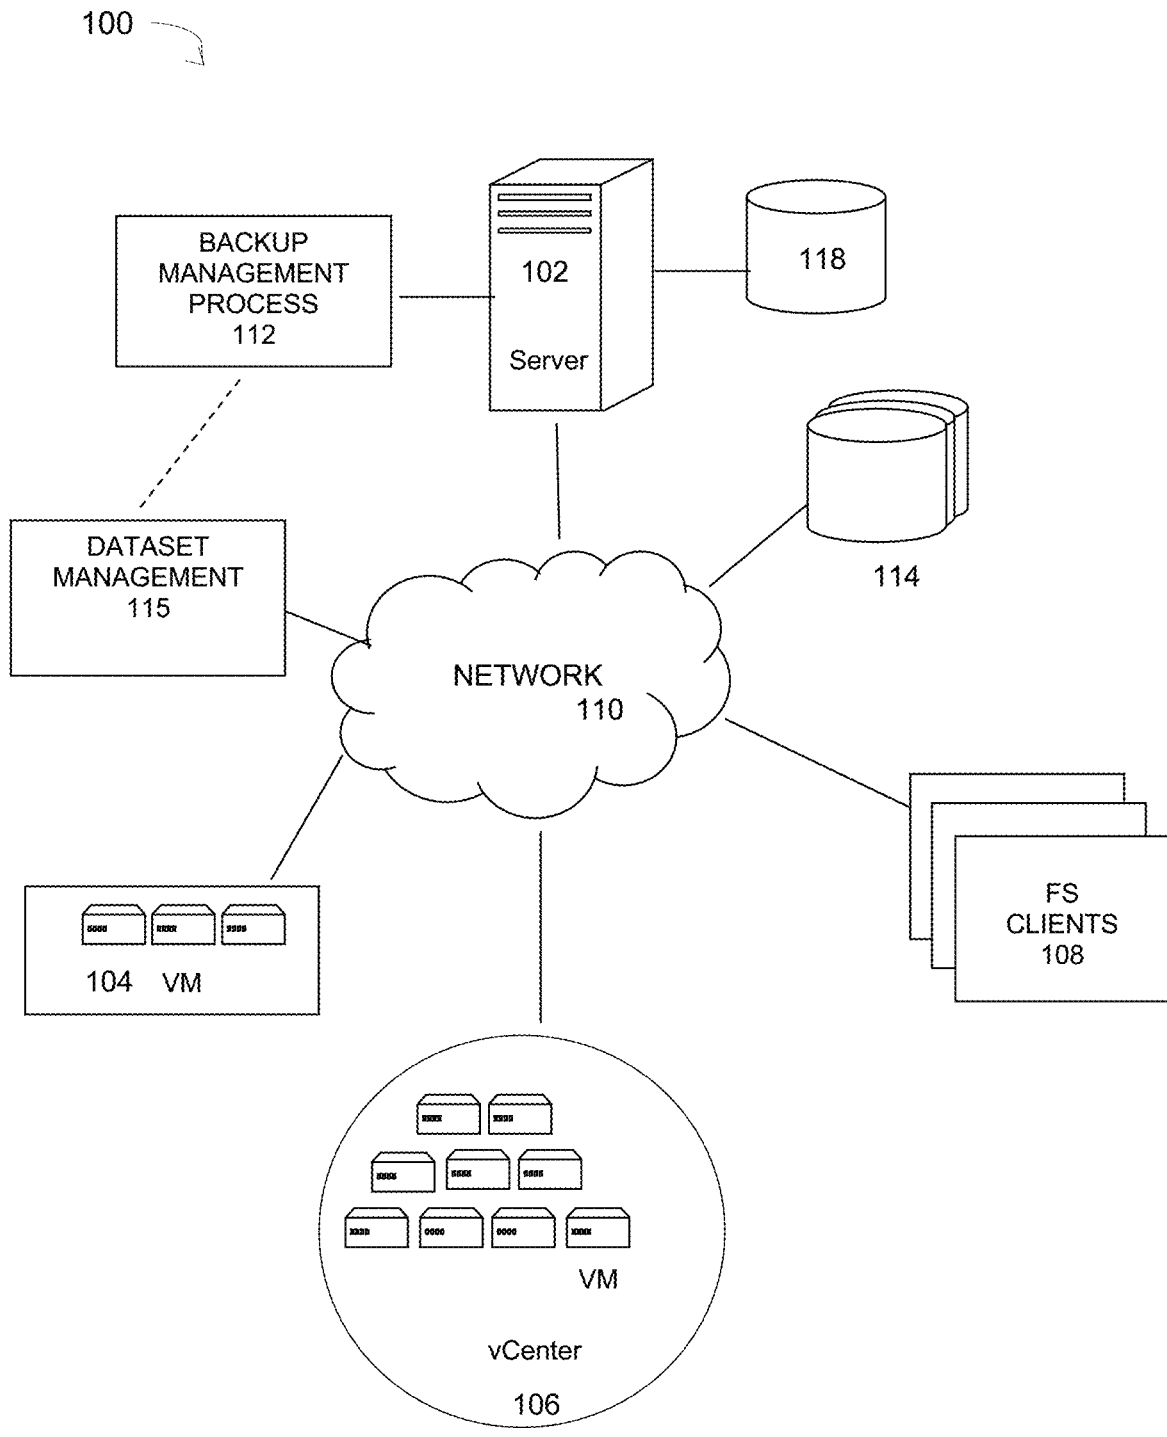 100
BACKUP
MANAGEMENT
PROCESS
112
102
Server
118
114
DATASET
MANAGEMENT
115
NETWORK
110
104 VM
FS
CLIENTS
108
VM
vCenter
106